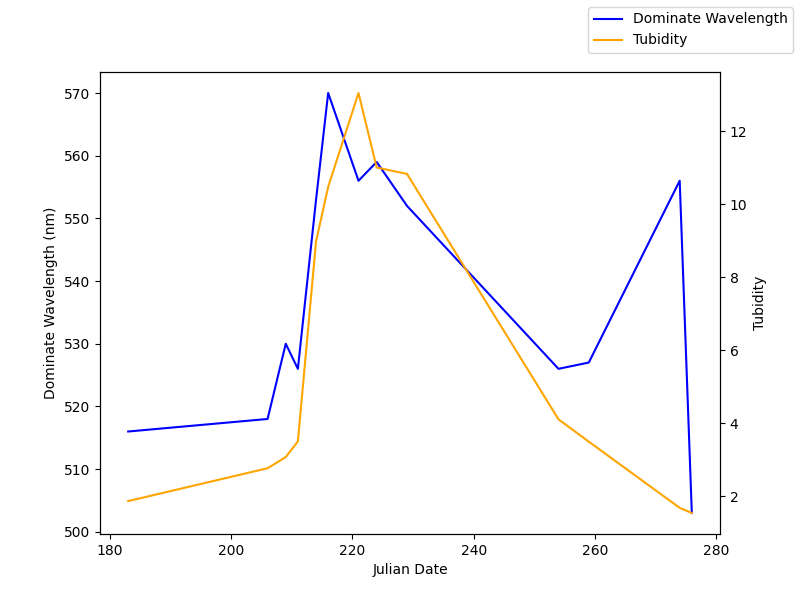 Dominate Wavelength
Tubidity
570
560
550
540
530
520
510
500
Dominate Wavelength (nm)
12
10
8
6
4
2
Tubidity
180 200 220 240 260 280
Julian Date